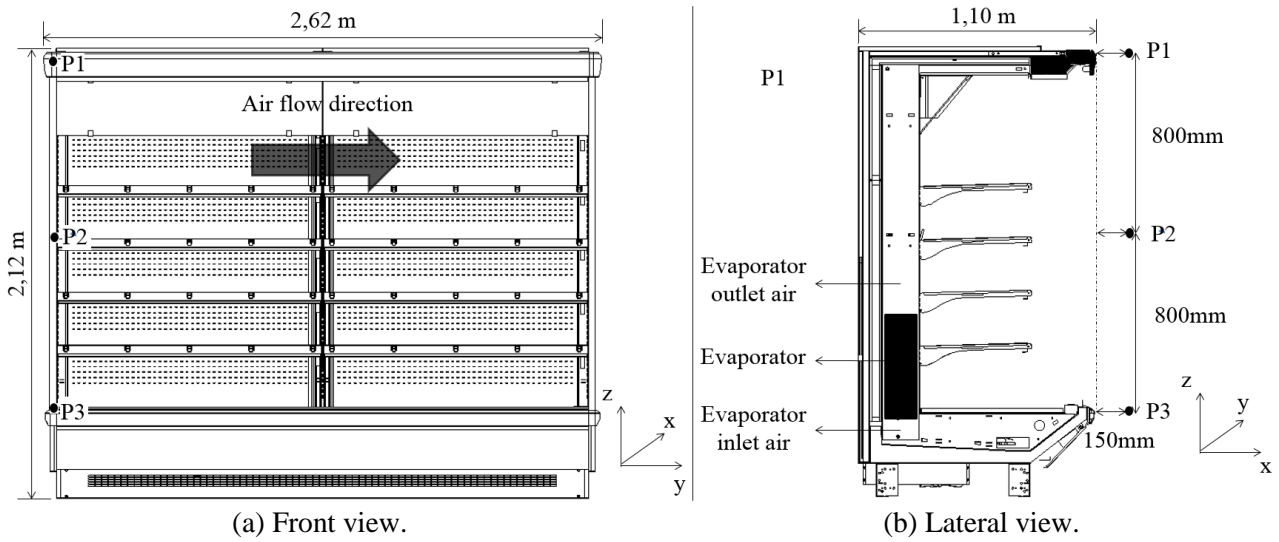 2,62 m
P1
Air flow direction
P2
2,12 m
P3
z
x
y
(a) Front view.
1,10 m
P1
P1
800mm
P2
Evaporator
outlet air
800mm
Evaporator
Evaporator
inlet air
P3
150mm
z
y
x
(b) Lateral view.